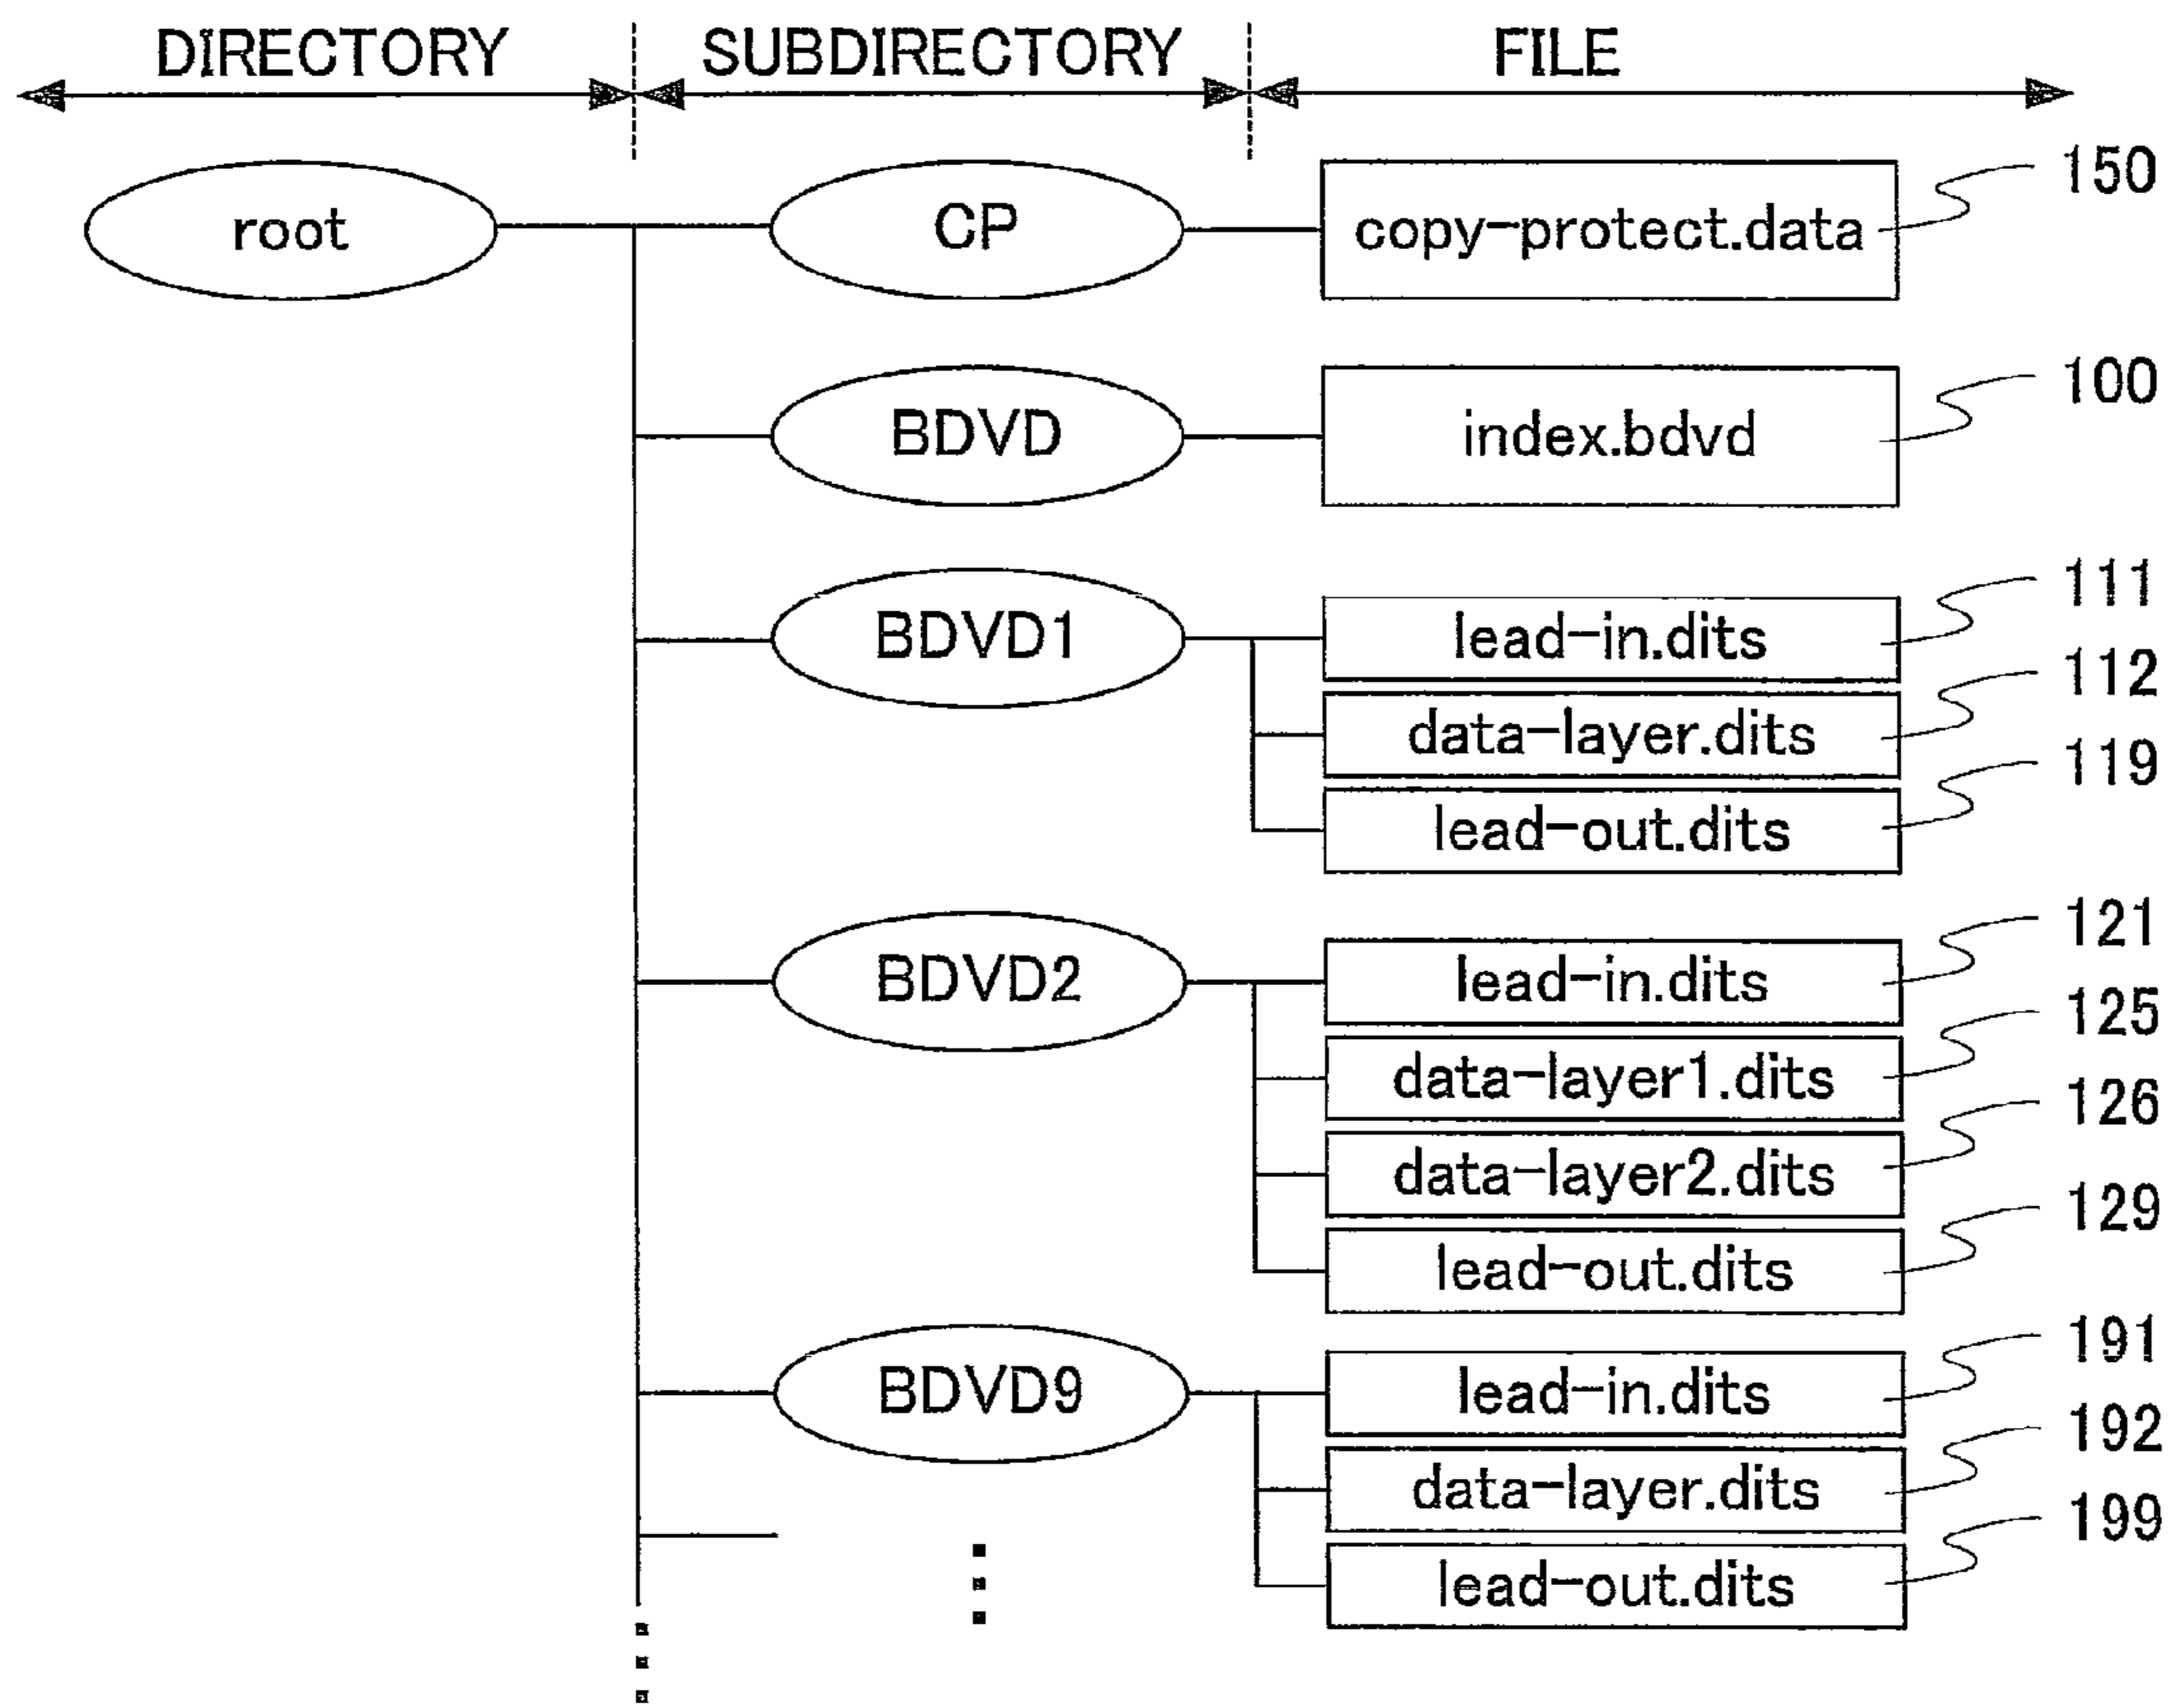 DIRECTORY SUBDIRECTORY FILE
root CP copy-protect.data 150
BDVD index.bdvd 100
BDVD1 lead-in.dits 111
data-layer.dits 112
lead-out.dits 119
BDVD2 lead-in.dits 121
data-layer1.dits 125
data-layer2.dits 126
lead-out.dits 129
BDVD9 lead-in.dits 191
data-layer.dits 192
lead-out.dits 199